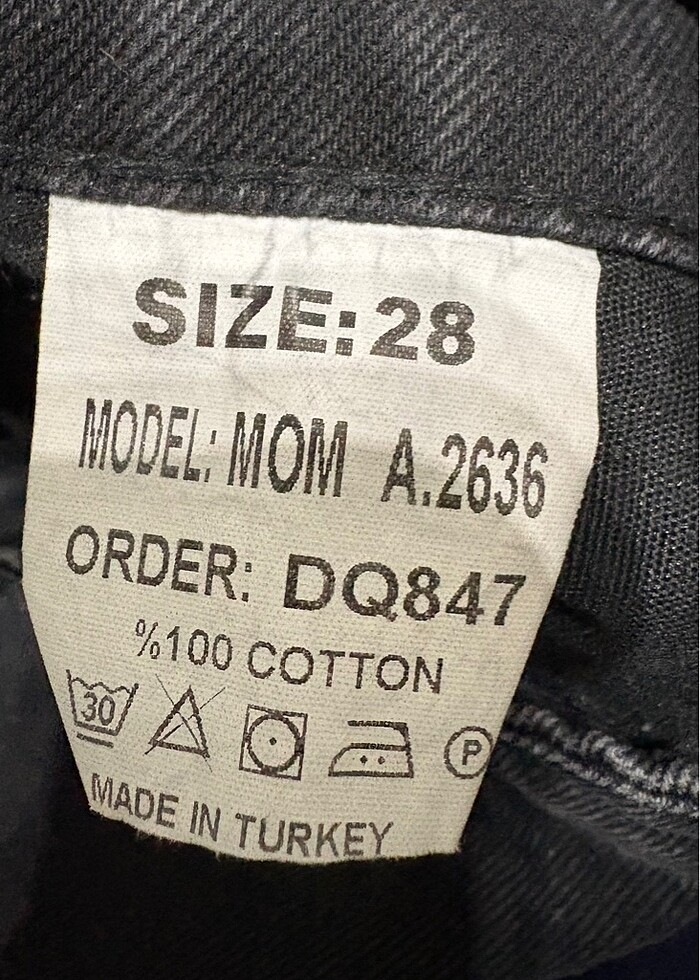 SIZE:28
MODEL: MOM A.2636
ORDER: DQ847
%100 COTTON
30 P
MADE IN TURKEY